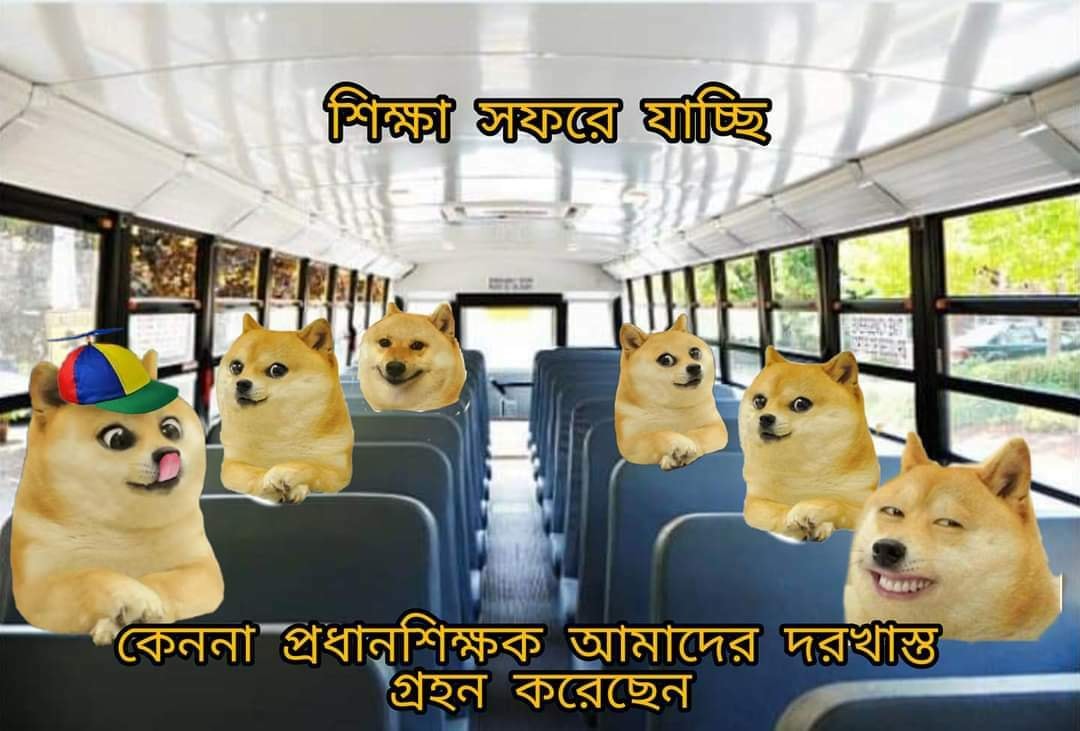 শিক্ষা সফরে যাচ্ছি
কেননা প্রধানশিক্ষক আমাদের দরখাস্ত
গ্রহন করেছেন